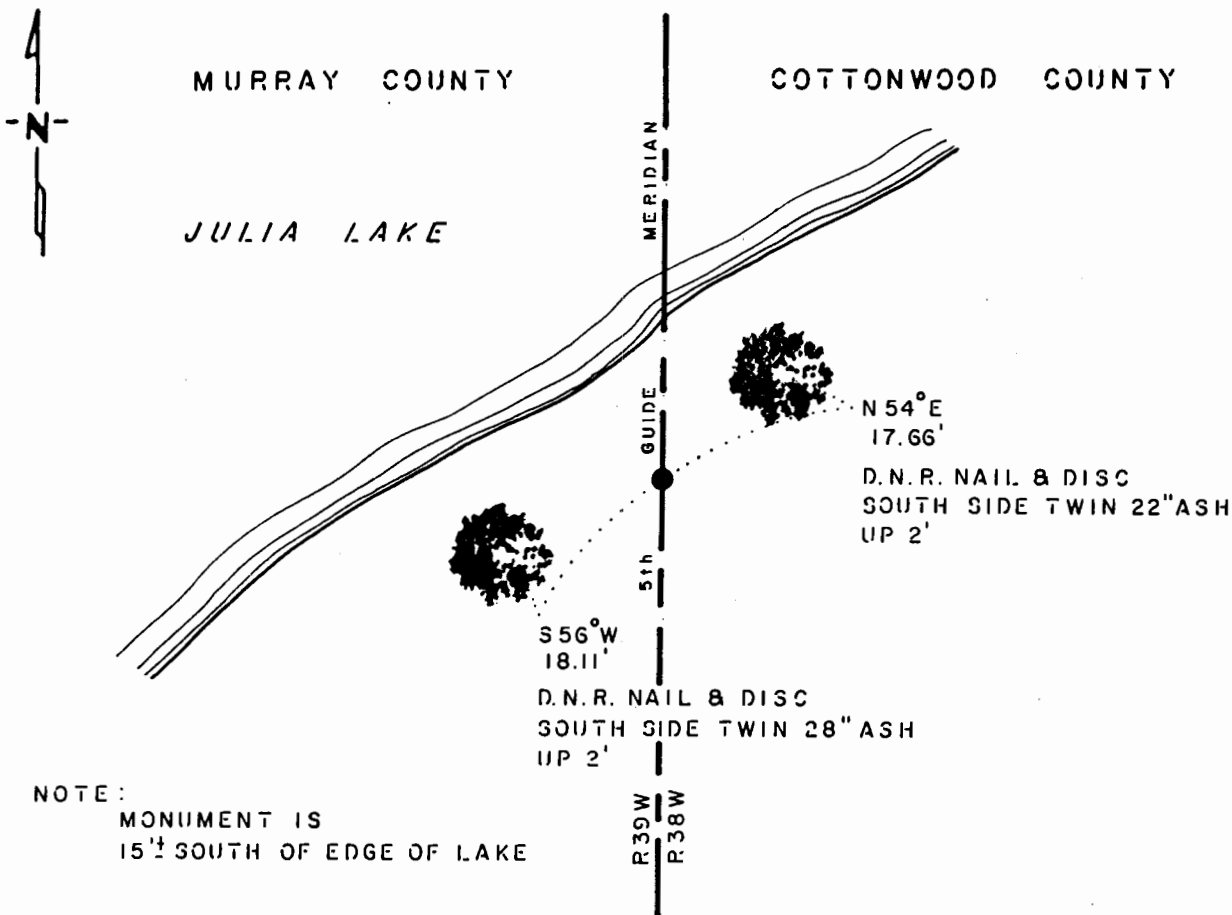 MURRAY COUNTY
COTTONWOOD COUNTY
-N-
JULIA LAKE
5th GUIDE MERIDIAN
N 54° E
17.66'
D.N.R. NAIL & DISC
SOUTH SIDE TWIN 22" ASH
UP 2'
S 56° W
18.11'
D.N.R. NAIL & DISC
SOUTH SIDE TWIN 28" ASH
UP 2'
NOTE:
MONUMENT IS
15'± SOUTH OF EDGE OF LAKE
R39W
R38W